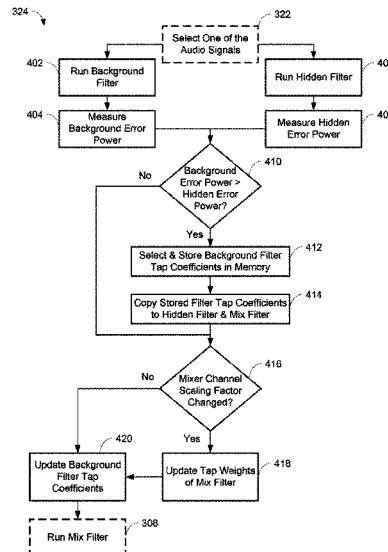 324
322
Select One of the
Audio Signals
402
Run Background
Filter
40
Run Hidden Filter
404
Measure
Background Error
Power
40
Measure Hidden
Error Power
410
Background
Error Power >
Hidden Error
Power?
No
Yes
412
Select & Store Background Filter
Tap Coefficients in Memory
414
Copy Stored Filter Tap Coefficients
to Hidden Filter & Mix Filter
416
Mixer Channel
Scaling Factor
Changed?
No
Yes
420
Update Background
Filter Tap
Coefficients
418
Update Tap Weights
of Mix Filter
308
Run Mix Filter